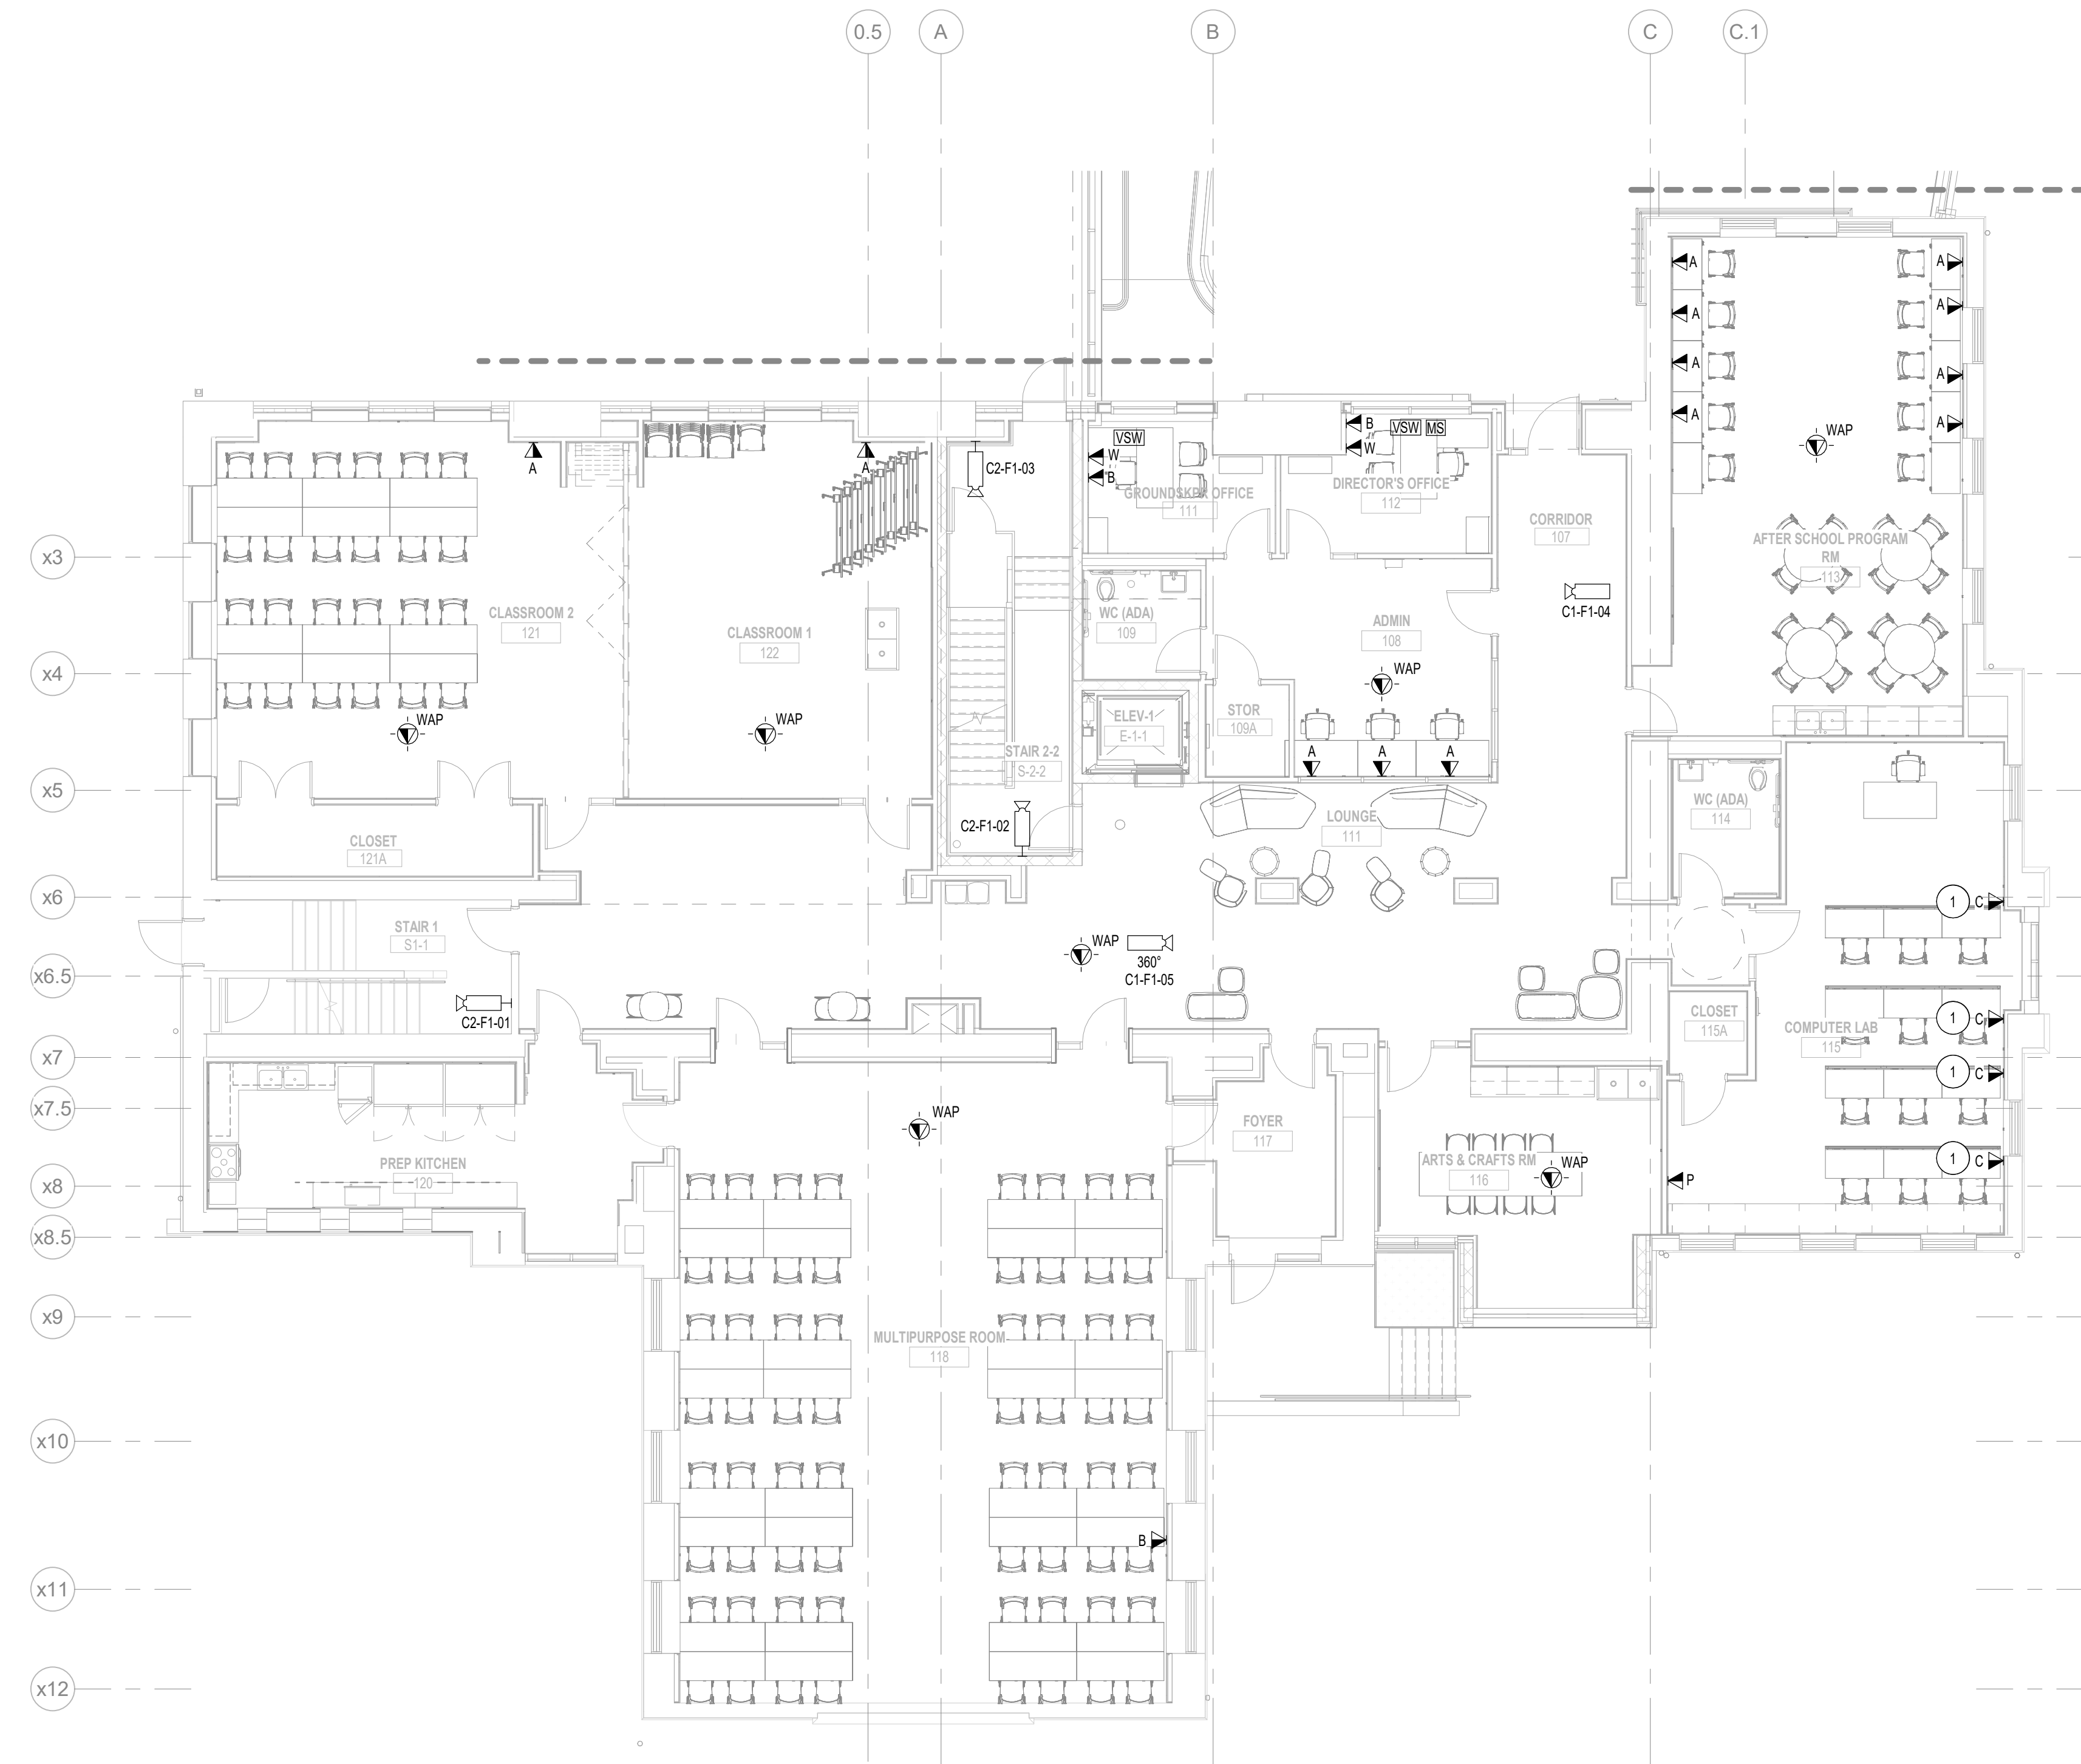 0.5
A
B
C
C.1
A
A
A
A
A
A
A
A
WAP
B
VSW
MS
W
VSW
W
B
A
A
C2-F1-03
DIRECTOR'S OFFICE
112
GROUNDSKPR OFFICE
111
CORRIDOR
107
AFTER SCHOOL PROGRAM
RM
113
x3
C1-F1-04
CLASSROOM 2
121
CLASSROOM 1
122
WC (ADA)
109
ADMIN
108
x4
WAP
WAP
WAP
STOR
109A
ELEV-1
E-1-1
STAIR 2-2
S-2-2
A
A
A
x5
WC (ADA)
114
C2-F1-02
LOUNGE
111
CLOSET
121A
x6
1
C
STAIR 1
S1-1
WAP
360°
C1-F1-05
x6.5
C2-F1-01
CLOSET
115A
1
C
COMPUTER LAB
115
x7
1
C
x7.5
WAP
FOYER
117
PREP KITCHEN
120
ARTS & CRAFTS RM
116
WAP
1
C
P
x8
x8.5
x9
MULTIPURPOSE ROOM
118
x10
B
x11
x12